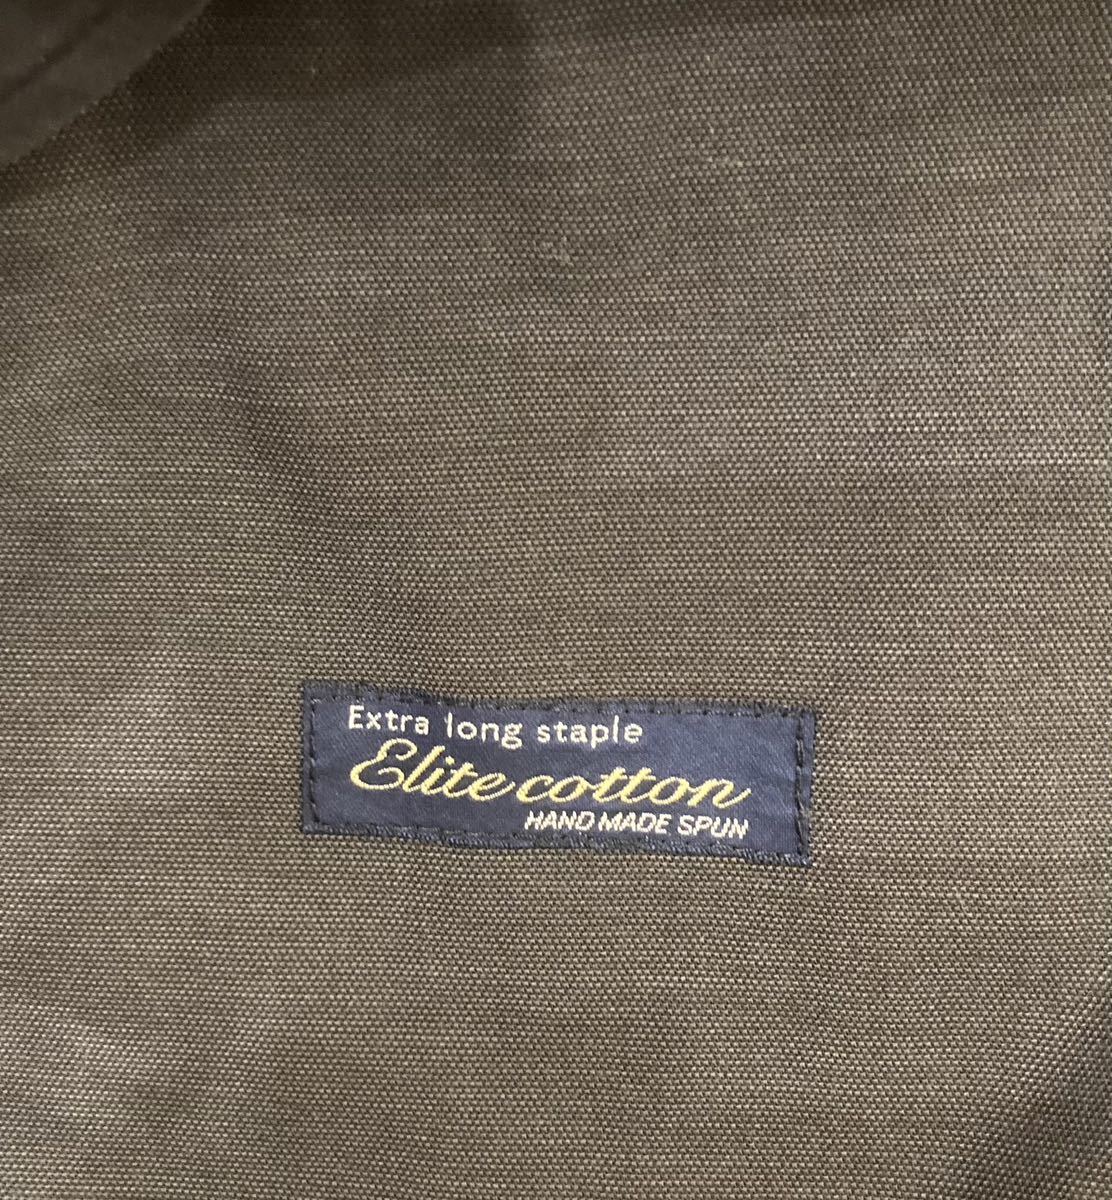 Extra long staple
Elite cotton
HAND MADE SPUN